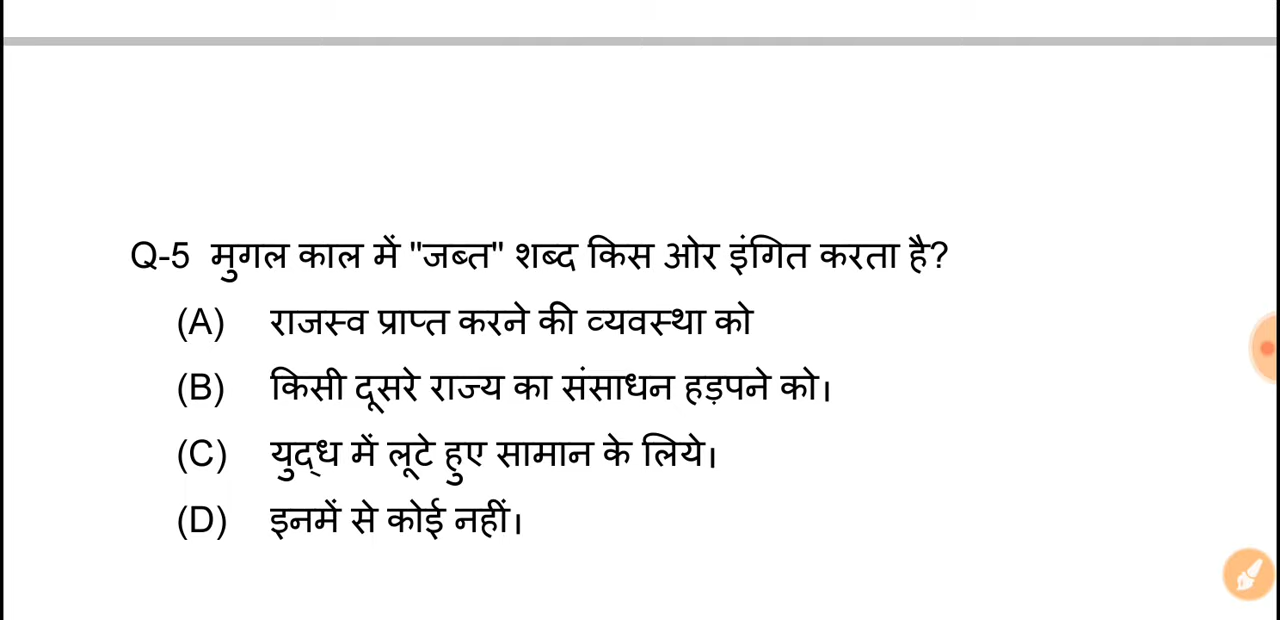 Q-5 मुगल काल में "जब्त" शब्द किस ओर इंगित करता है?
(A) राजस्व प्राप्त करने की व्यवस्था को
(B) किसी दूसरे राज्य का संसाधन हड़पने को।
(C) युद्ध में लूटे हुए सामान के लिये।
(D) इनमें से कोई नहीं।